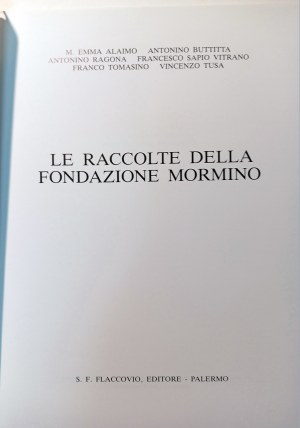 M. EMMA ALAIMO ANTONINO BUTTITTA
ANTONINO RAGONA FRANCESCO SAPIO VITRANO
FRANCO TOMASINO VINCENZO TUSA
LE RACCOLTE DELLA
FONDAZIONE MORMINO
S. F. FLACCOVIO, EDITORE - PALERMO